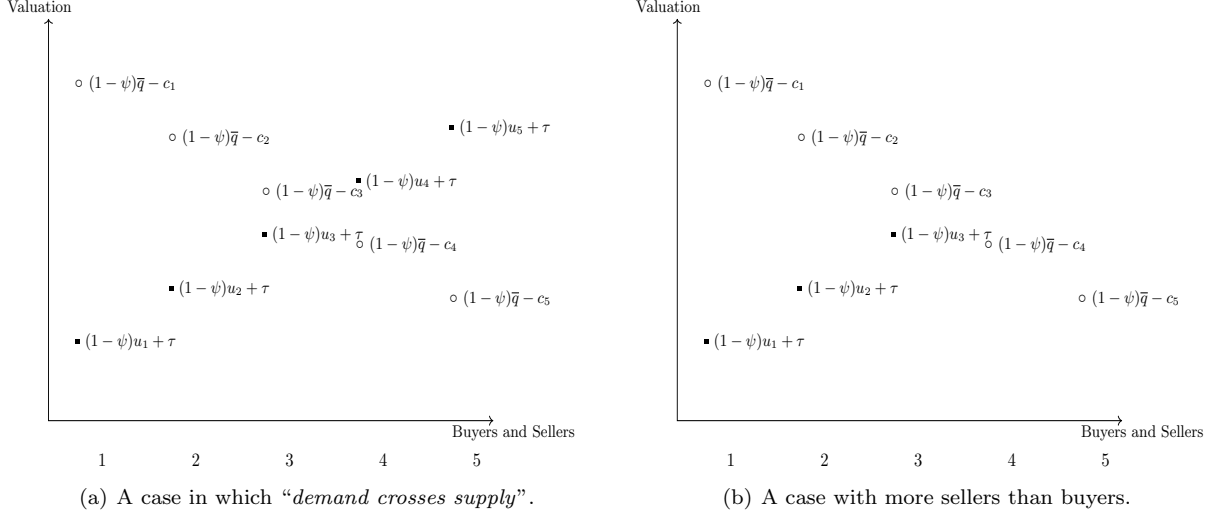 Valuation
(1 − ψ)q̅ − c₁
(1 − ψ)q̅ − c₂
(1 − ψ)u₅ + τ
(1 − ψ)q̅ − c₃
(1 − ψ)u₄ + τ
(1 − ψ)u₃ + τ
(1 − ψ)q̅ − c₄
(1 − ψ)u₂ + τ
(1 − ψ)q̅ − c₅
(1 − ψ)u₁ + τ
Buyers and Sellers
1 2 3 4 5
(a) A case in which “demand crosses supply”.
Valuation
(1 − ψ)q̅ − c₁
(1 − ψ)q̅ − c₂
(1 − ψ)q̅ − c₃
(1 − ψ)u₃ + τ
(1 − ψ)q̅ − c₄
(1 − ψ)u₂ + τ
(1 − ψ)q̅ − c₅
(1 − ψ)u₁ + τ
Buyers and Sellers
1 2 3 4 5
(b) A case with more sellers than buyers.